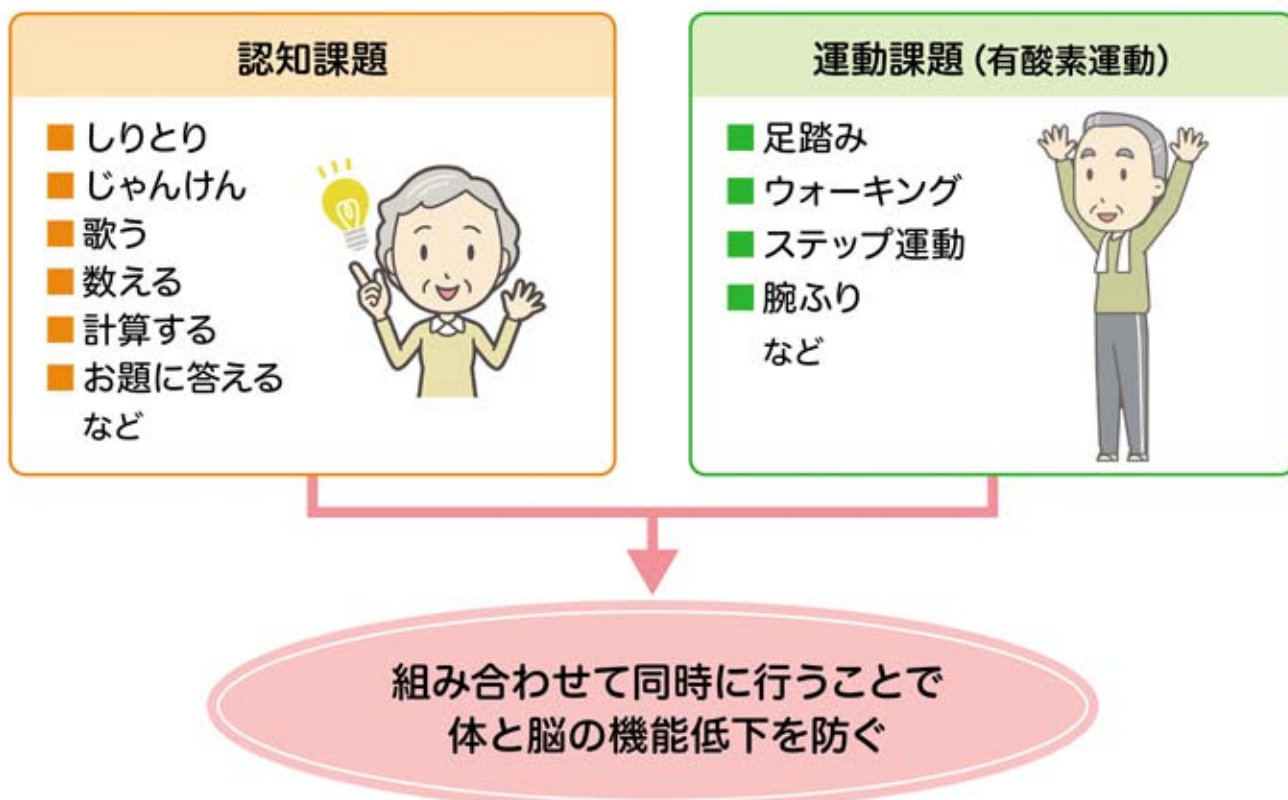 認知課題
■ しりとり
■ じゃんけん
■ 歌う
■ 数える
■ 計算する
■ お題に答える
など
運動課題(有酸素運動)
■ 足踏み
■ ウォーキング
■ ステップ運動
■ 腕ふり
など
組み合わせて同時に行うことで
体と脳の機能低下を防ぐ